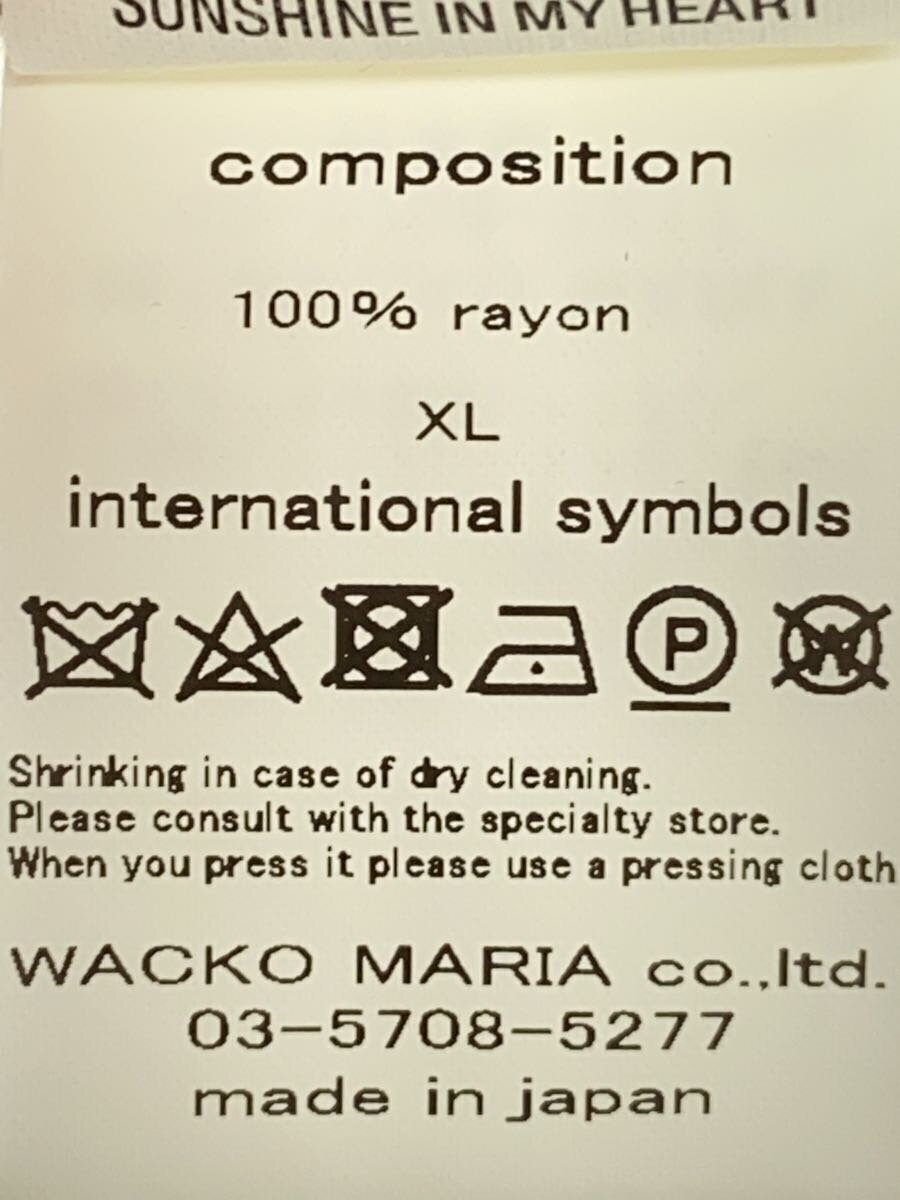 SUNSHINE IN MY HEART
composition
100% rayon
XL
international symbols
P W
Shrinking in case of dry cleaning.
Please consult with the specialty store.
When you press it please use a pressing cloth
WACKO MARIA co.,ltd.
03-5708-5277
made in japan